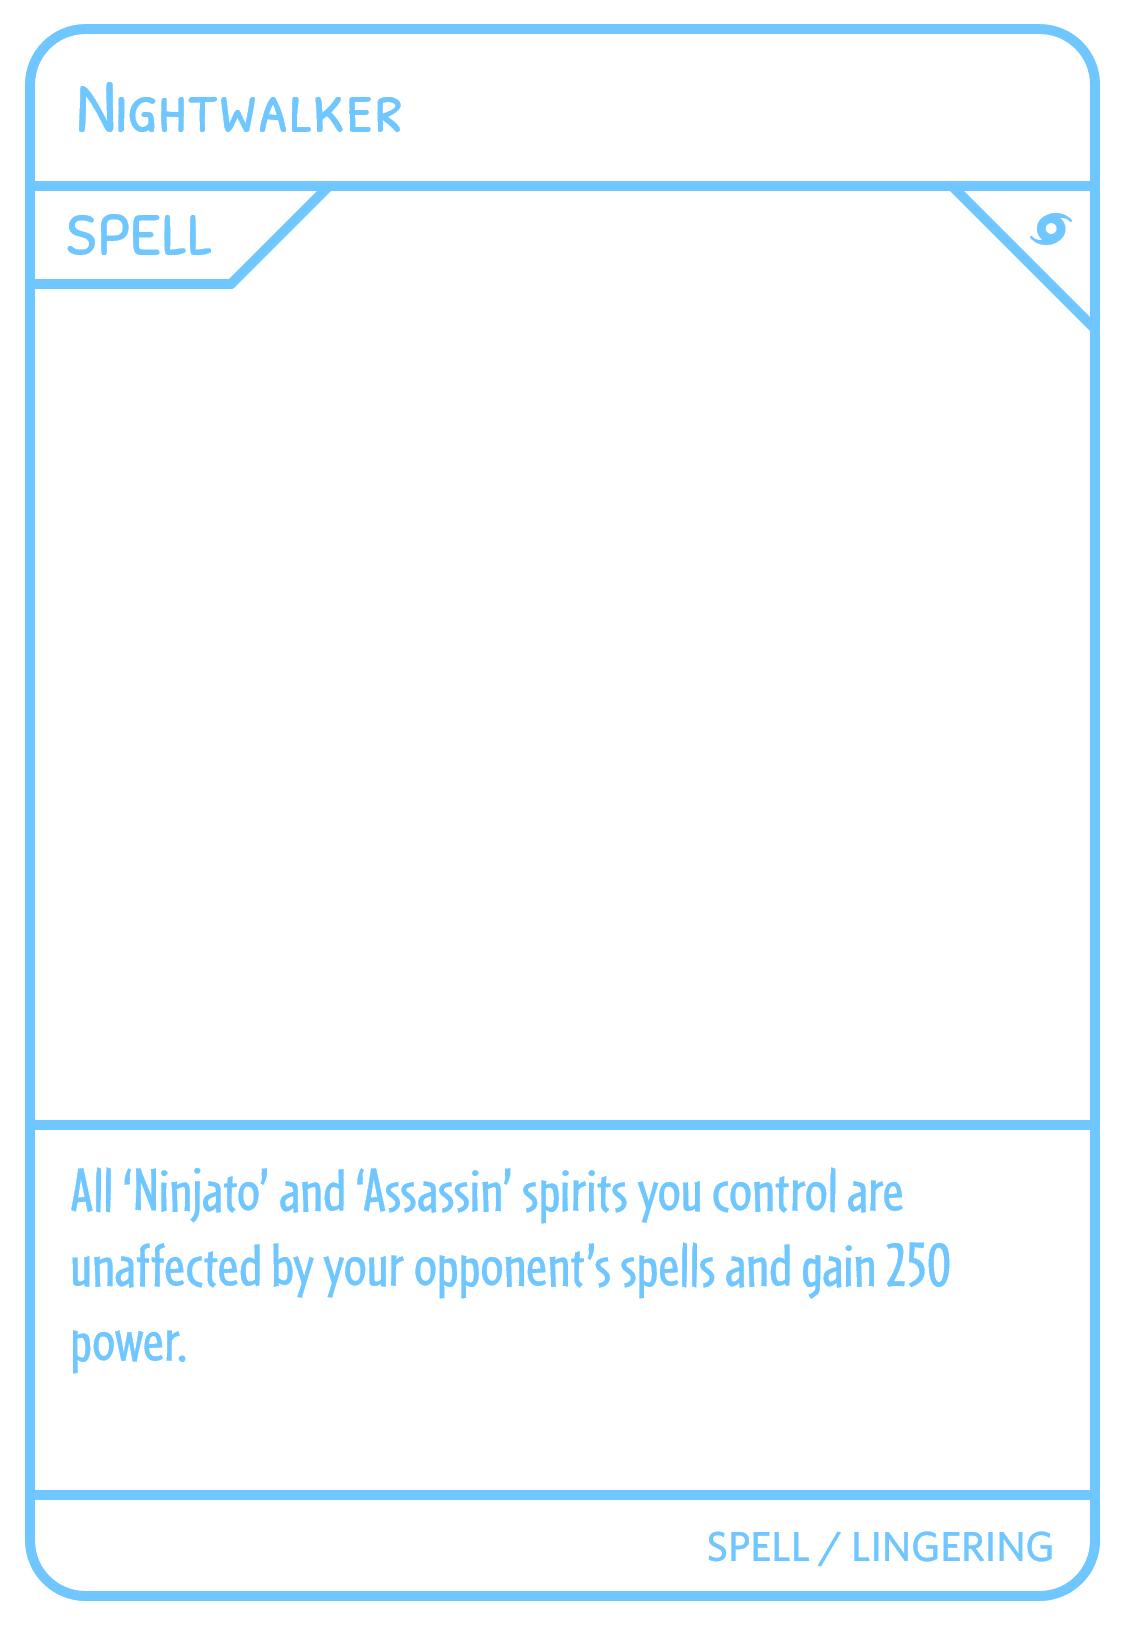 Nightwalker
SPELL
All ‘Ninjato’ and ‘Assassin’ spirits you control are
unaffected by your opponent’s spells and gain 250
power.
SPELL / LINGERING